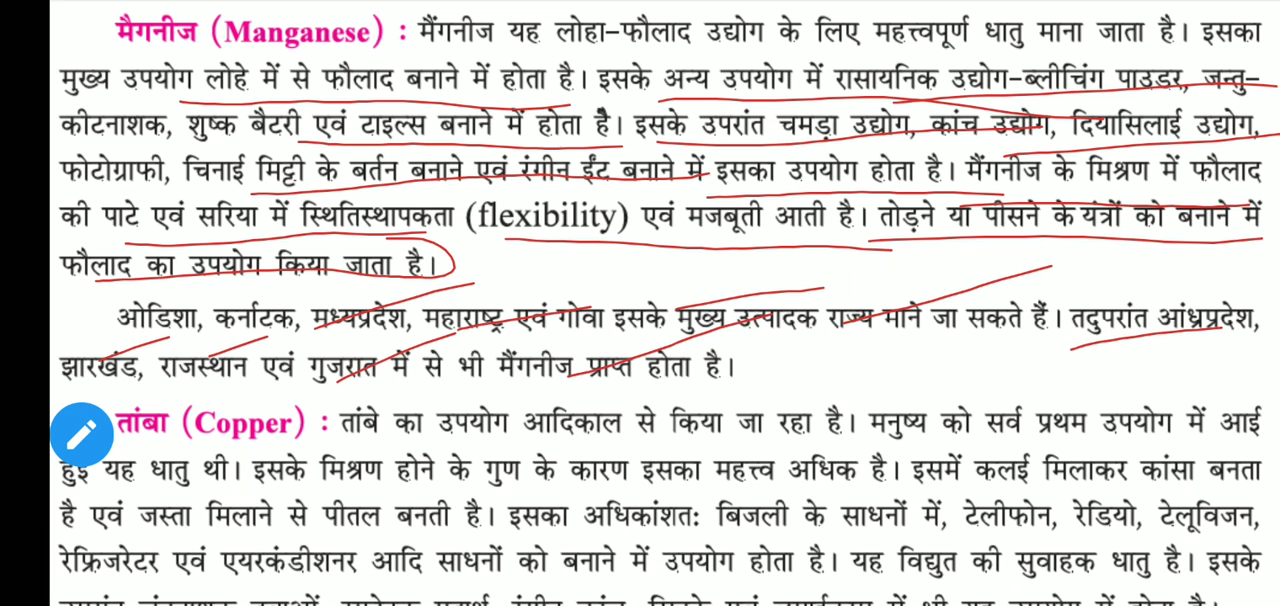 मैगनीज (Manganese) : मैंगनीज यह लोहा-फौलाद उद्योग के लिए महत्त्वपूर्ण धातु माना जाता है। इसका
मुख्य उपयोग लोहे में से फौलाद बनाने में होता है। इसके अन्य उपयोग में रासायनिक उद्योग-ब्लीचिंग पाउडर, जन्तु-
कीटनाशक, शुष्क बैटरी एवं टाइल्स बनाने में होता है। इसके उपरांत चमड़ा उद्योग, कांच उद्योग, दियासिलाई उद्योग,
फोटोग्राफी, चिनाई मिट्टी के बर्तन बनाने एवं रंगीन ईंट बनाने में इसका उपयोग होता है। मैंगनीज के मिश्रण में फौलाद
की पाटे एवं सरिया में स्थितिस्थापकता (flexibility) एवं मजबूती आती है। तोड़ने या पीसने के यंत्रों को बनाने में
फौलाद का उपयोग किया जाता है।
ओडिशा, कर्नाटक, मध्यप्रदेश, महाराष्ट्र एवं गोवा इसके मुख्य उत्पादक राज्य माने जा सकते हैं। तदुपरांत आंध्रप्रदेश,
झारखंड, राजस्थान एवं गुजरात में से भी मैंगनीज प्राप्त होता है।
तांबा (Copper) : तांबे का उपयोग आदिकाल से किया जा रहा है। मनुष्य को सर्व प्रथम उपयोग में आई
हुई यह धातु थी। इसके मिश्रण होने के गुण के कारण इसका महत्त्व अधिक है। इसमें कलई मिलाकर कांसा बनता
है एवं जस्ता मिलाने से पीतल बनती है। इसका अधिकांशतः बिजली के साधनों में, टेलीफोन, रेडियो, टेलूविजन,
रेफ्रिजरेटर एवं एयरकंडीशनर आदि साधनों को बनाने में उपयोग होता है। यह विद्युत की सुवाहक धातु है। इसके